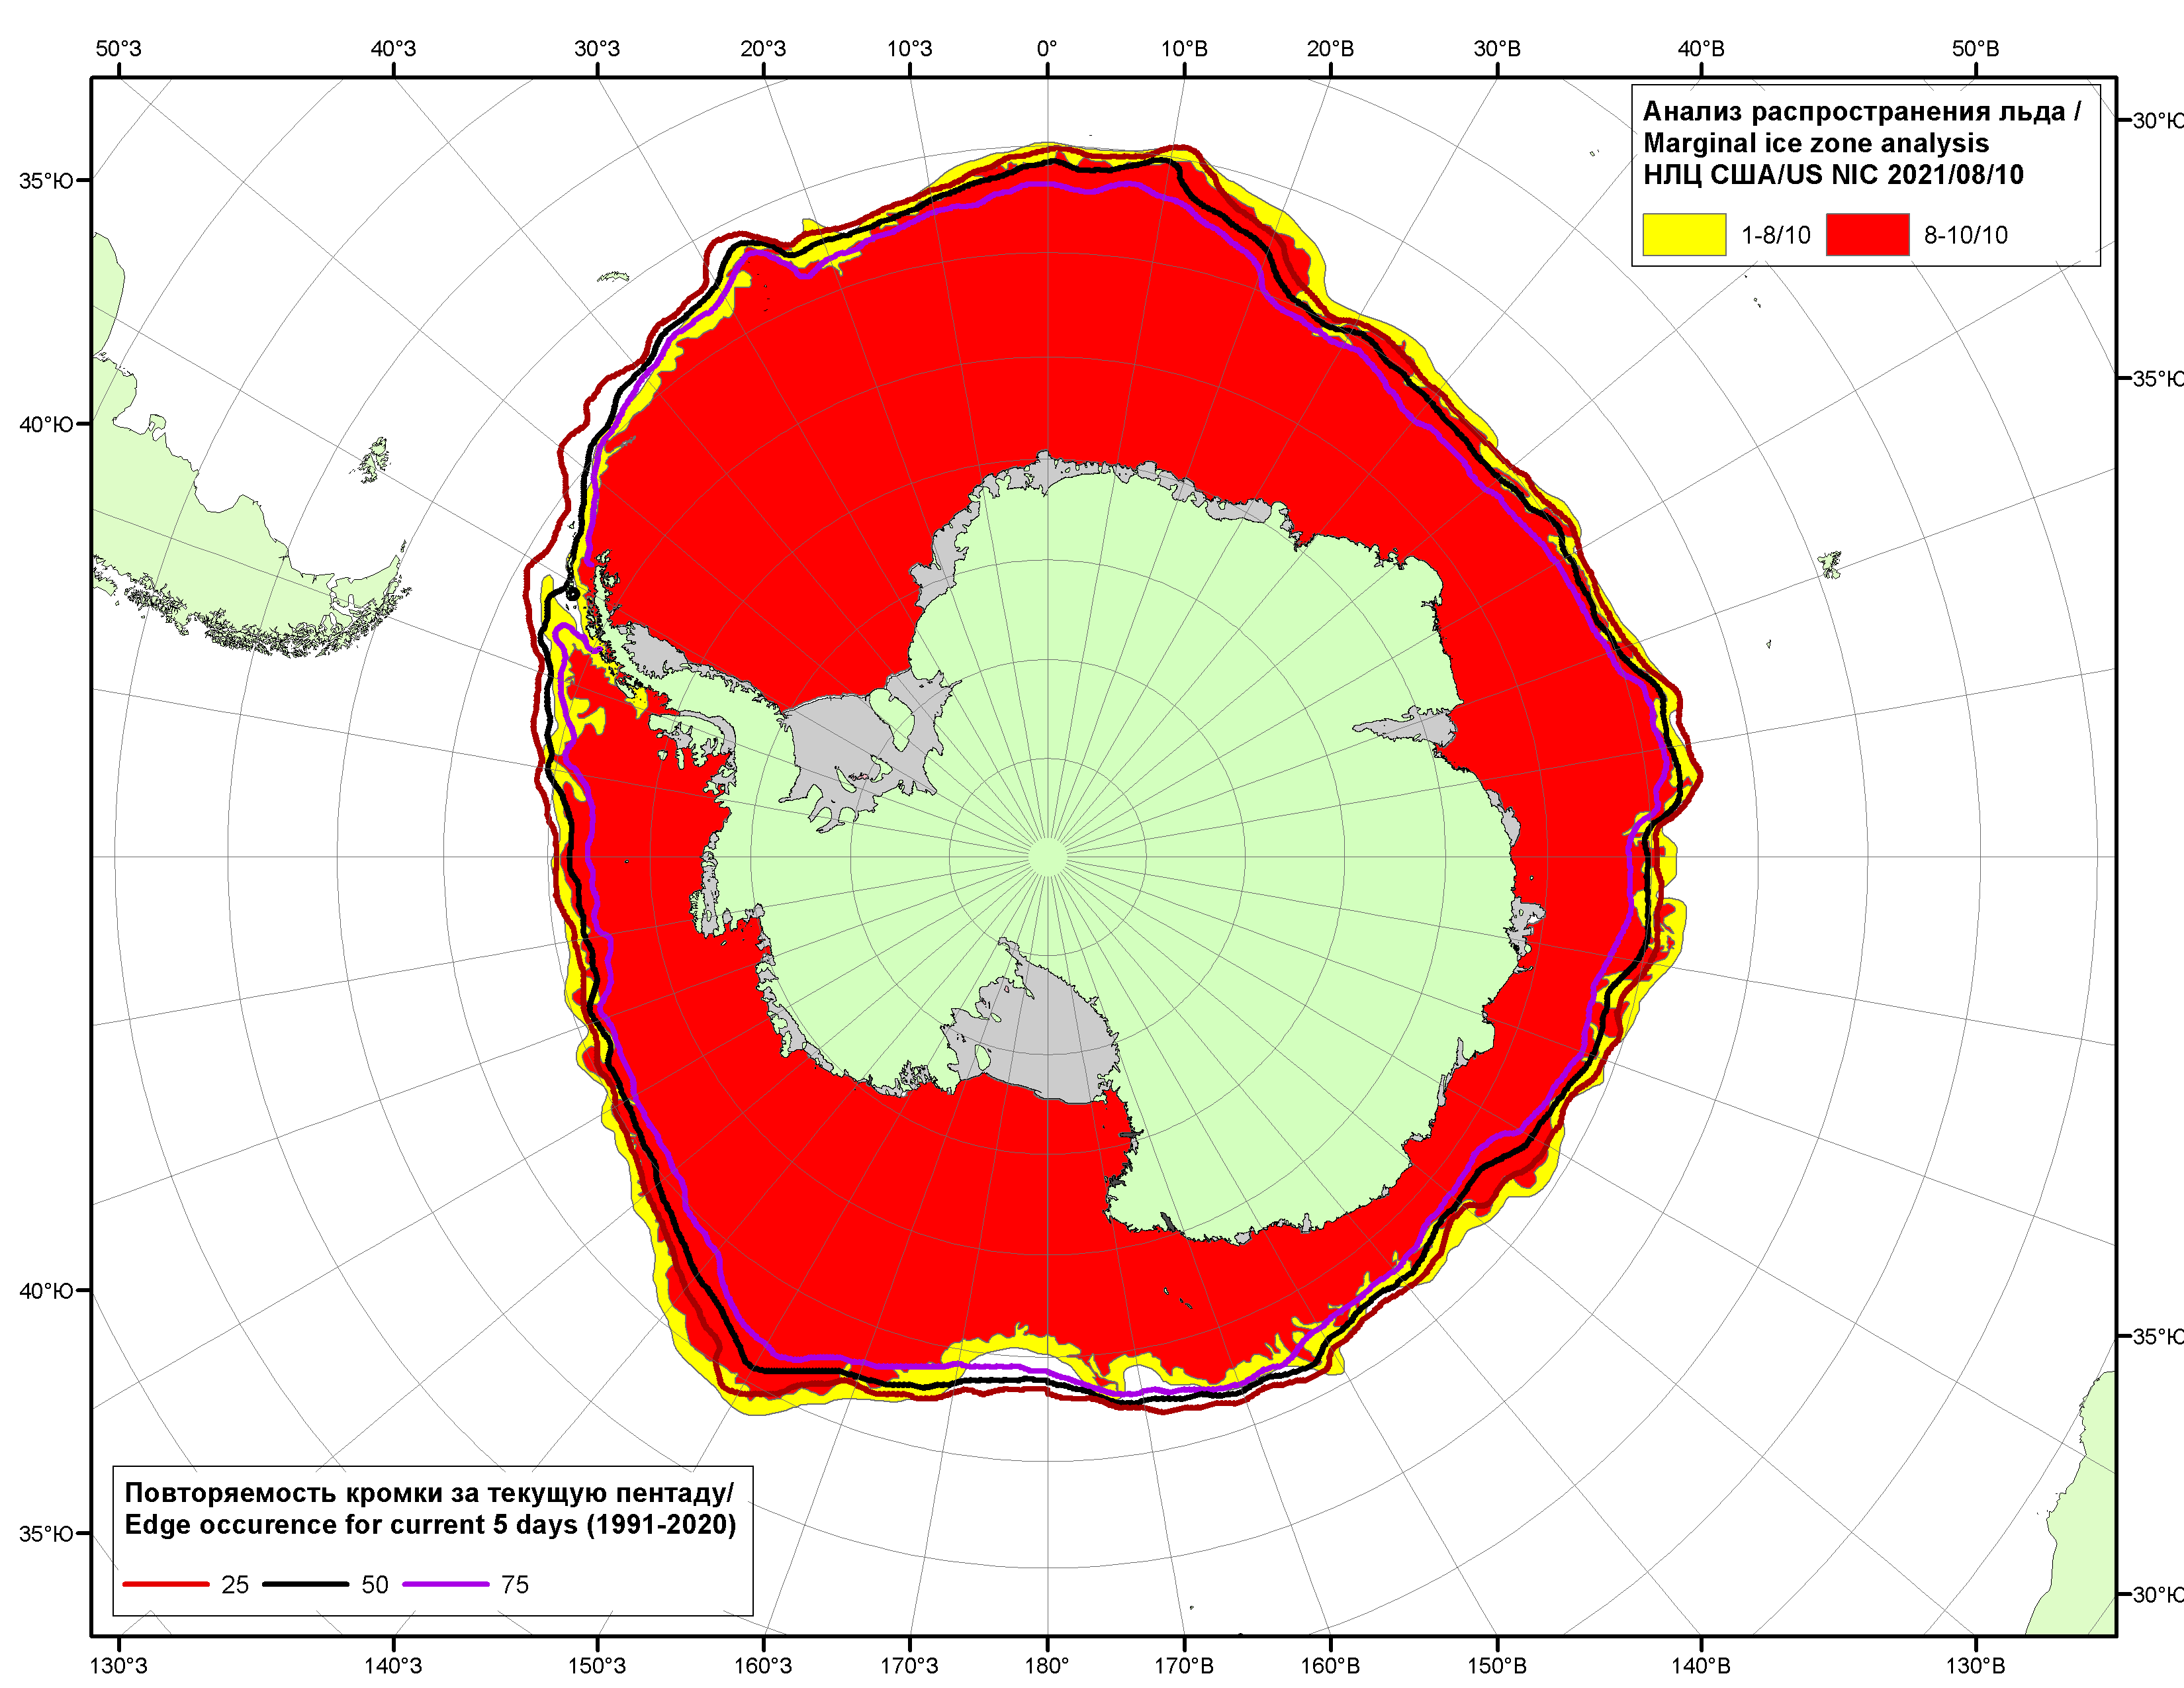 50°З 40°З 30°З 20°З 10°З 0° 10°В 20°В 30°В 40°В 50°В
Анализ распространения льда /
Marginal ice zone analysis
НЛЦ США/US NIC 2021/08/10
1-8/10 8-10/10
30°Ю
35°Ю
35°Ю
40°Ю
40°Ю
35°Ю
35°Ю
30°Ю
Повторяемость кромки за текущую пентаду/
Edge occurence for current 5 days (1991-2020)
25 50 75
130°З 140°З 150°З 160°З 170°З 180° 170°В 160°В 150°В 140°В 130°В